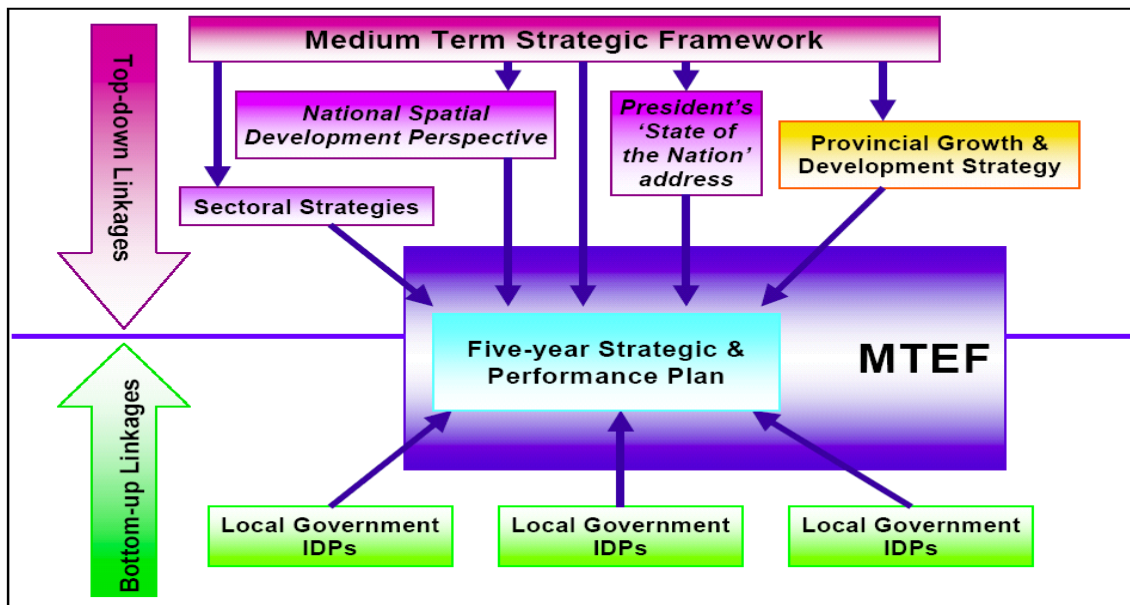 Medium Term Strategic Framework
Top-down Linkages
National Spatial
Development Perspective
President's
'State of
the Nation'
address
Provincial Growth &
Development Strategy
Sectoral Strategies
Five-year Strategic &
Performance Plan
MTEF
Bottom-up Linkages
Local Government
IDPs
Local Government
IDPs
Local Government
IDPs